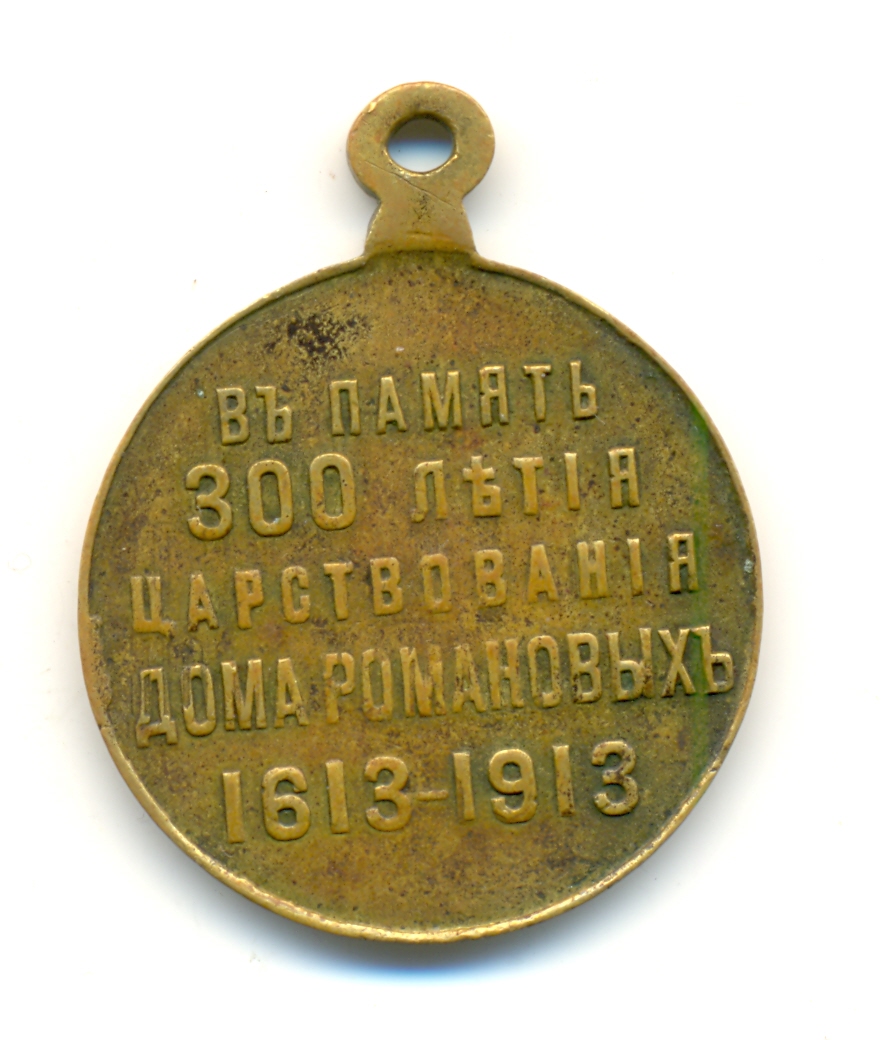 ВЪ ПАМЯТЬ
300 ЛѢТІЯ
ЦАРСТВОВАНІЯ
ДОМА РОМАНОВЫХЪ
1613-1913